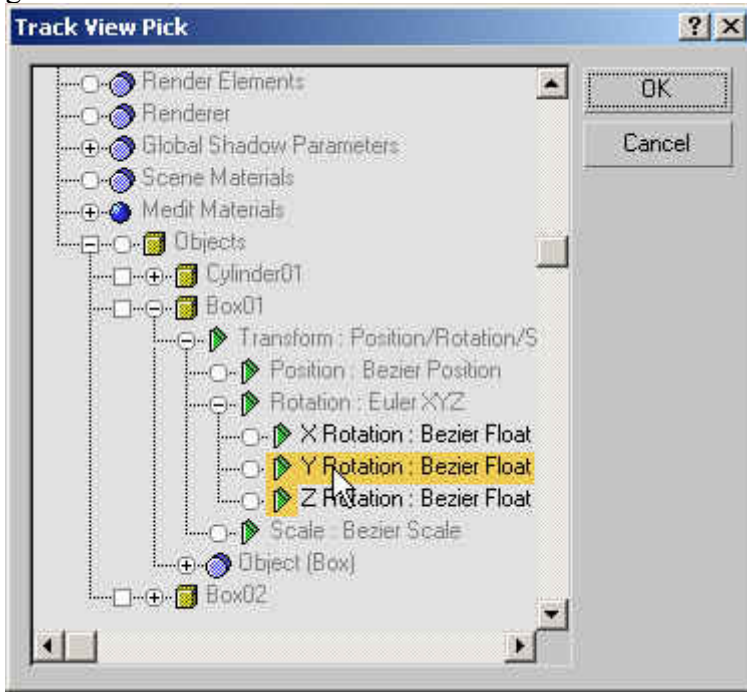 Track View Pick
Render Elements
Renderer
Global Shadow Parameters
Scene Materials
Medit Materials
Objects
Cylinder01
Box01
Transform : Position/Rotation/S
Position : Bezier Position
Rotation : Euler XYZ
X Rotation : Bezier Float
Y Rotation : Bezier Float
Z Rotation : Bezier Float
Scale : Bezier Scale
Object (Box)
Box02
OK
Cancel